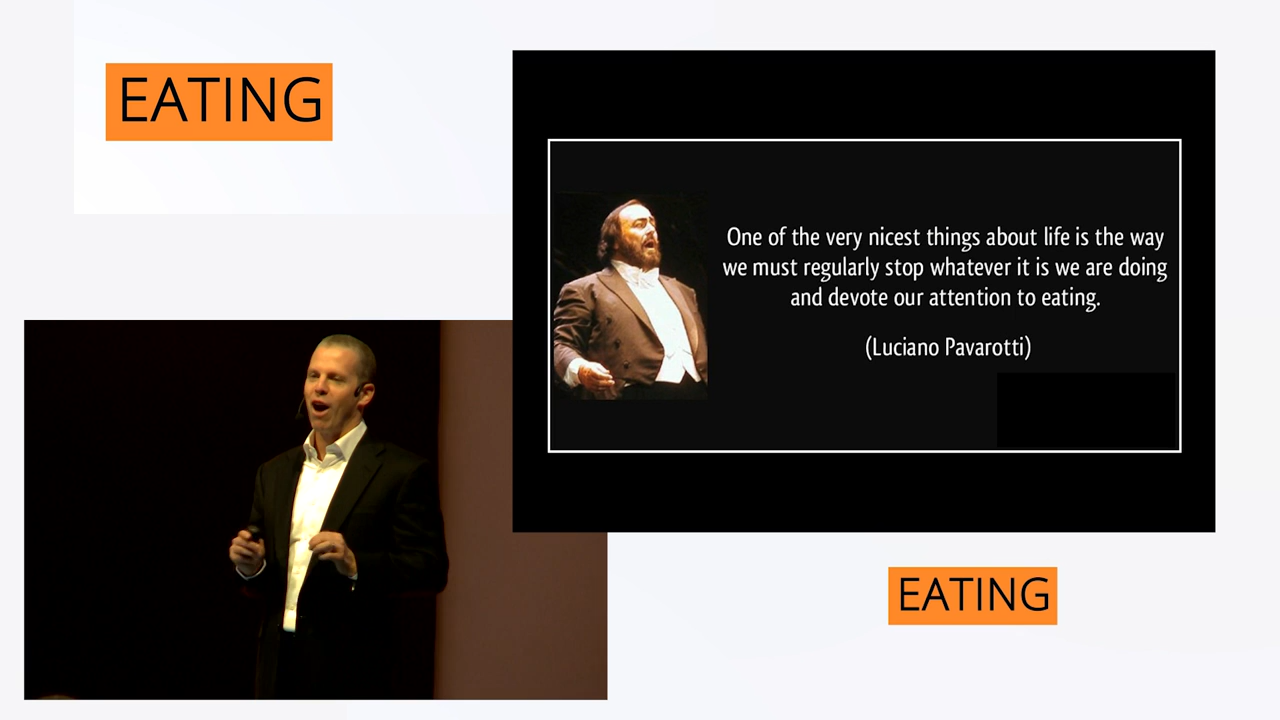 EATING
One of the very nicest things about life is the way
we must regularly stop whatever it is we are doing
and devote our attention to eating.
(Luciano Pavarotti)
EATING